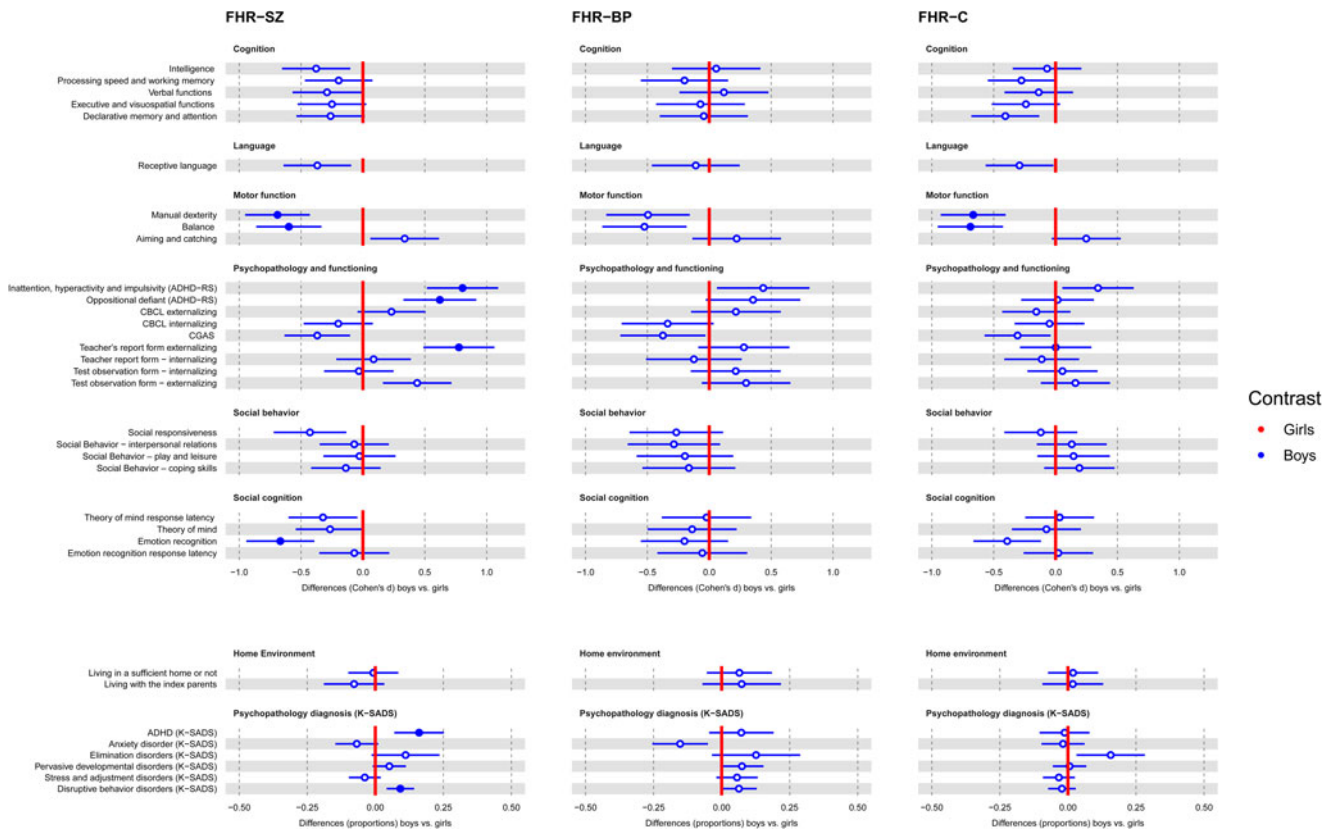 FHR−SZ FHR−BP FHR−C
Cognition Cognition Cognition
Intelligence
Processing speed and working memory
Verbal functions
Executive and visuospatial functions
Declarative memory and attention
Language Language Language
Receptive language
Motor function Motor function Motor function
Manual dexterity
Balance
Aiming and catching
Psychopathology and functioning Psychopathology and functioning Psychopathology and functioning
Inattention, hyperactivity and impulsivity (ADHD−RS)
Oppositional defiant (ADHD−RS)
CBCL externalizing
CBCL internalizing
CGAS
Teacher's report form externalizing
Teacher report form − internalizing
Test observation form − internalizing
Test observation form − externalizing
Contrast
Girls
Boys
Social behavior Social behavior Social behavior
Social responsiveness
Social Behavior − interpersonal relations
Social Behavior – play and leisure
Social Behavior – coping skills
Social cognition Social cognition Social cognition
Theory of mind response latency
Theory of mind
Emotion recognition
Emotion recognition response latency
−1.0 −0.5 0.0 0.5 1.0 −1.0 −0.5 0.0 0.5 1.0 −1.0 −0.5 0.0 0.5 1.0
Differences (Cohen's d) boys vs. girls Differences (Cohen's d) boys vs. girls Differences (Cohen's d) boys vs. girls
Home Environment Home environment Home environment
Living in a sufficient home or not
Living with the index parents
Psychopathology diagnosis (K−SADS) Psychopathology diagnosis (K−SADS) Psychopathology diagnosis (K−SADS)
ADHD (K−SADS)
Anxiety disorder (K−SADS)
Elimination disorders (K−SADS)
Pervasive developmental disorders (K−SADS)
Stress and adjustment disorders (K−SADS)
Disruptive behavior disorders (K−SADS)
−0.50 −0.25 0.00 0.25 0.50 −0.50 −0.25 0.00 0.25 0.50 −0.50 −0.25 0.00 0.25 0.50
Differences (proportions) boys vs. girls Differences (proportions) boys vs. girls Differences (proportions) boys vs. girls